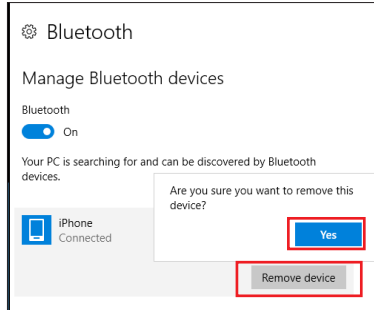 Bluetooth
Manage Bluetooth devices
Bluetooth
On
Your PC is searching for and can be discovered by Bluetooth
devices.
Are you sure you want to remove this
device?
Yes
iPhone
Connected
Remove device